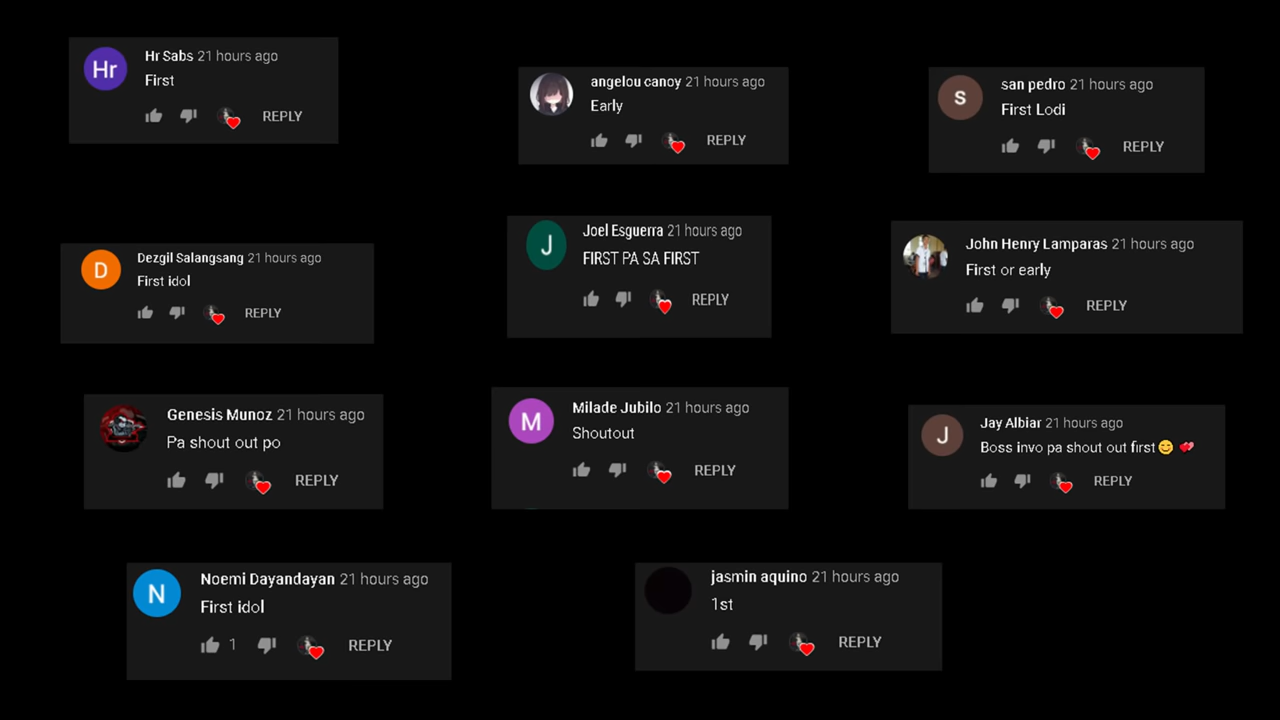 Hr
Hr Sabs 21 hours ago
First
REPLY
angelou canoy 21 hours ago
Early
REPLY
s
san pedro 21 hours ago
First Lodi
REPLY
D
Dezgil Salangsang 21 hours ago
First idol
REPLY
J
Joel Esguerra 21 hours ago
FIRST PA SA FIRST
REPLY
John Henry Lamparas 21 hours ago
First or early
REPLY
Genesis Munoz 21 hours ago
Pa shout out po
REPLY
M
Milade Jubilo 21 hours ago
Shoutout
REPLY
J
Jay Albiar 21 hours ago
Boss invo pa shout out first😊 💕
REPLY
N
Noemi Dayandayan 21 hours ago
First idol
1 REPLY
jasmin aquino 21 hours ago
1st
REPLY